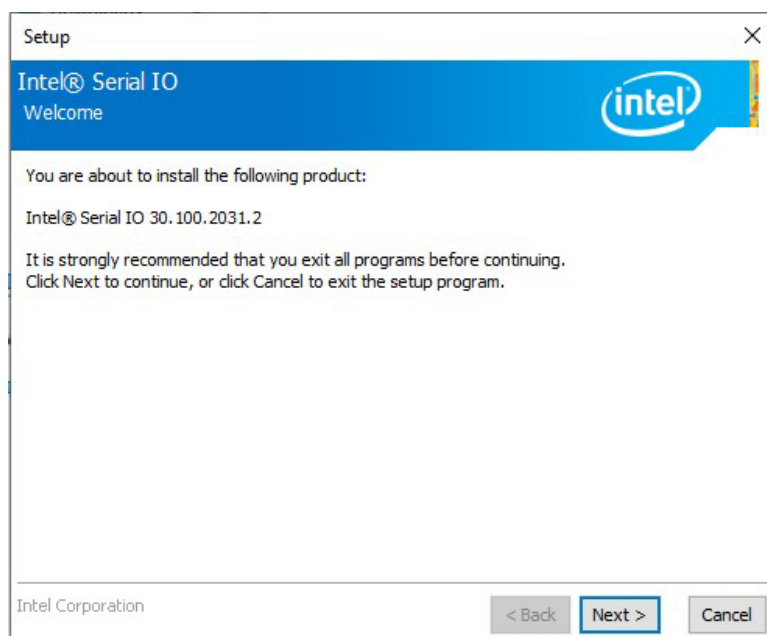 Setup
Intel® Serial IO
Welcome
intel
You are about to install the following product:
Intel® Serial IO 30.100.2031.2
It is strongly recommended that you exit all programs before continuing.
Click Next to continue, or click Cancel to exit the setup program.
Intel Corporation
< Back
Next >
Cancel